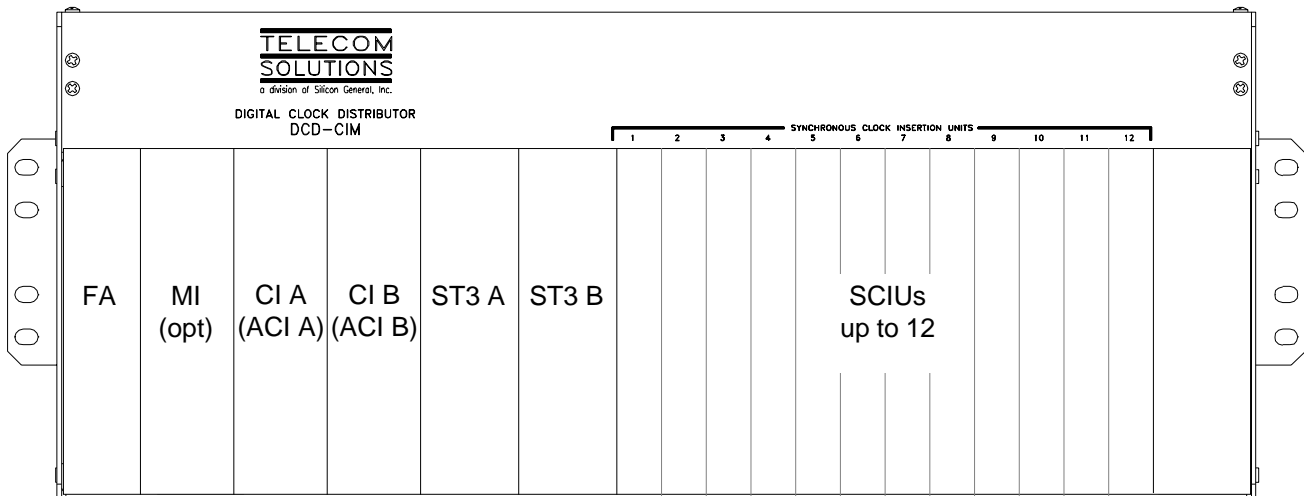 TELECOM
SOLUTIONS
a division of Silicon General, Inc.
DIGITAL CLOCK DISTRIBUTOR
DCD-CIM
SYNCHRONOUS CLOCK INSERTION UNITS
1 2 3 4 5 6 7 8 9 10 11 12
FA
MI
(opt)
CI A
(ACI A)
CI B
(ACI B)
ST3 A
ST3 B
SCIUs
up to 12